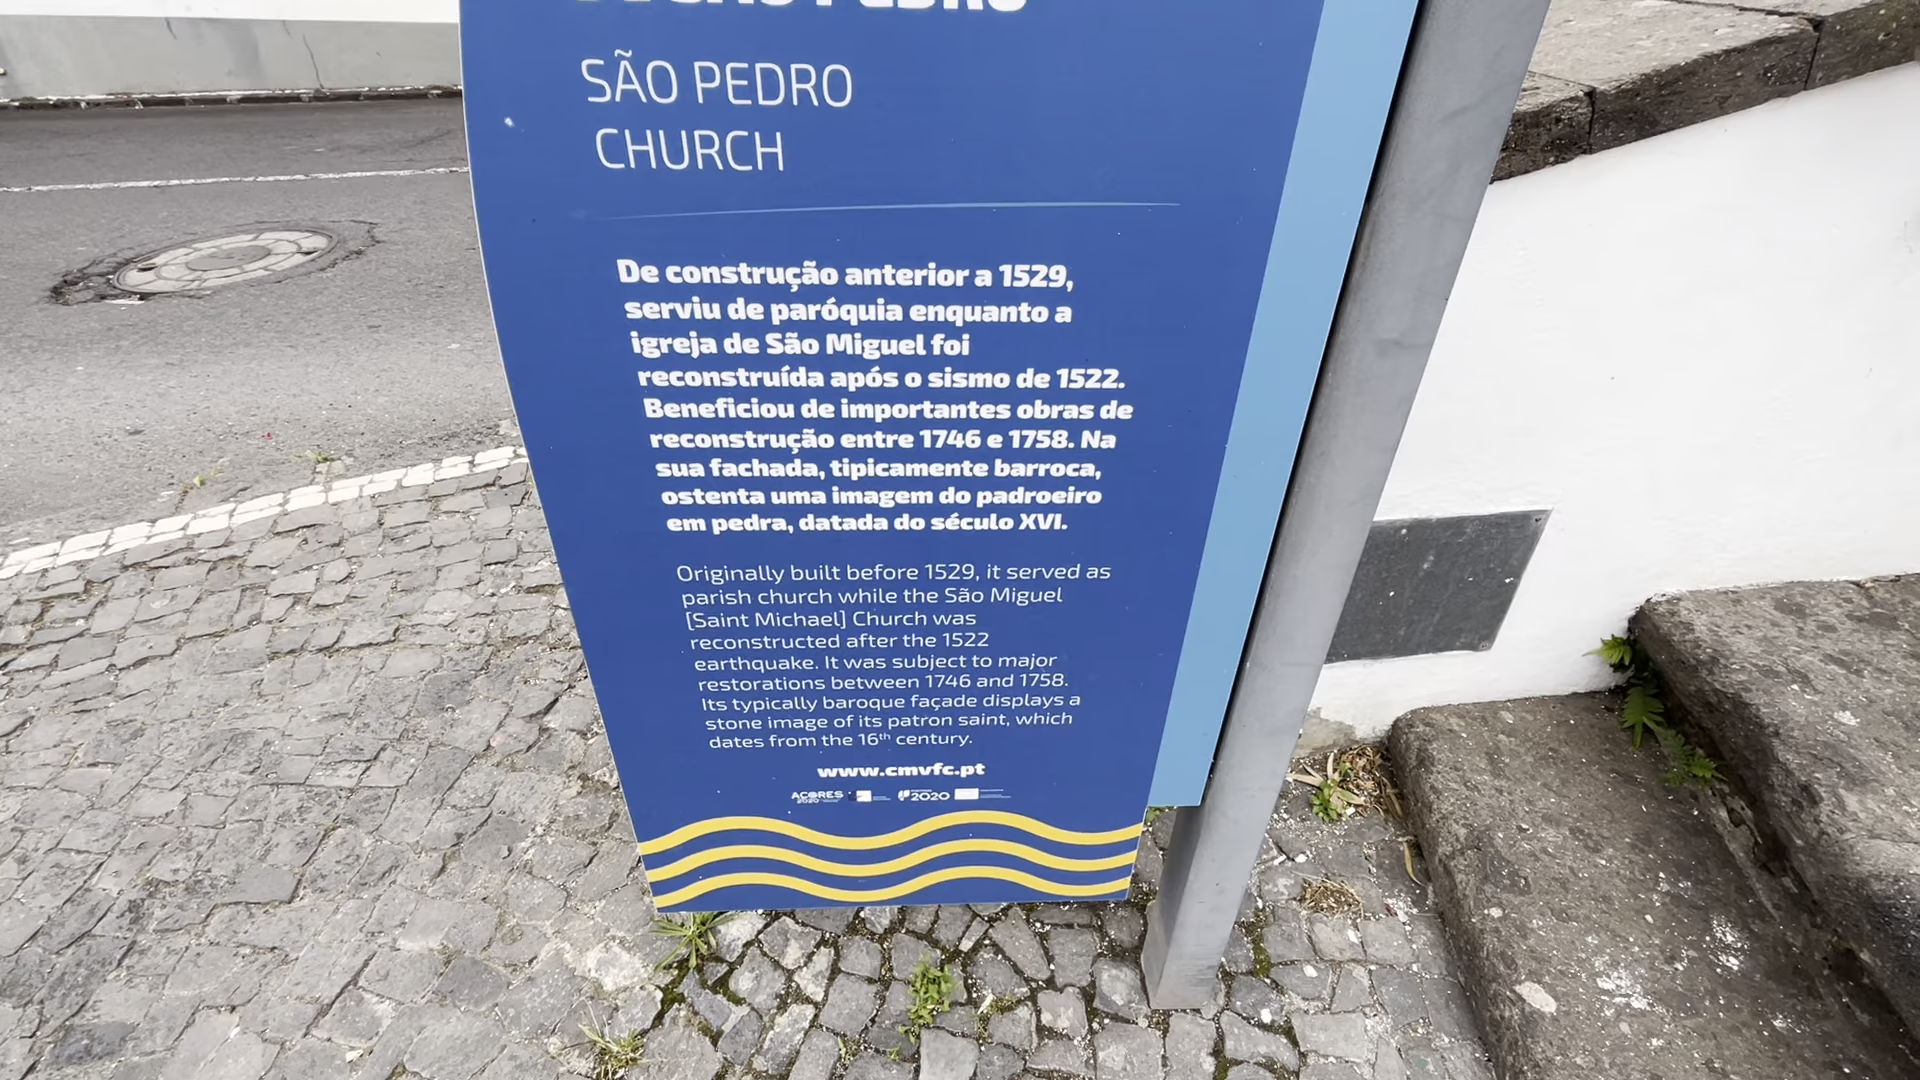 DE SÃO PEDRO
SÃO PEDRO
CHURCH
De construção anterior a 1529,
serviu de paróquia enquanto a
igreja de São Miguel foi
reconstruída após o sismo de 1522.
Beneficiou de importantes obras de
reconstrução entre 1746 e 1758. Na
sua fachada, tipicamente barroca,
ostenta uma imagem do padroeiro
em pedra, datada do século XVI.
Originally built before 1529, it served as
parish church while the São Miguel
[Saint Michael] Church was
reconstructed after the 1522
earthquake. It was subject to major
restorations between 1746 and 1758.
Its typically baroque façade displays a
stone image of its patron saint, which
dates from the 16th century.
www.cmvfc.pt
AÇORES
2020
2020